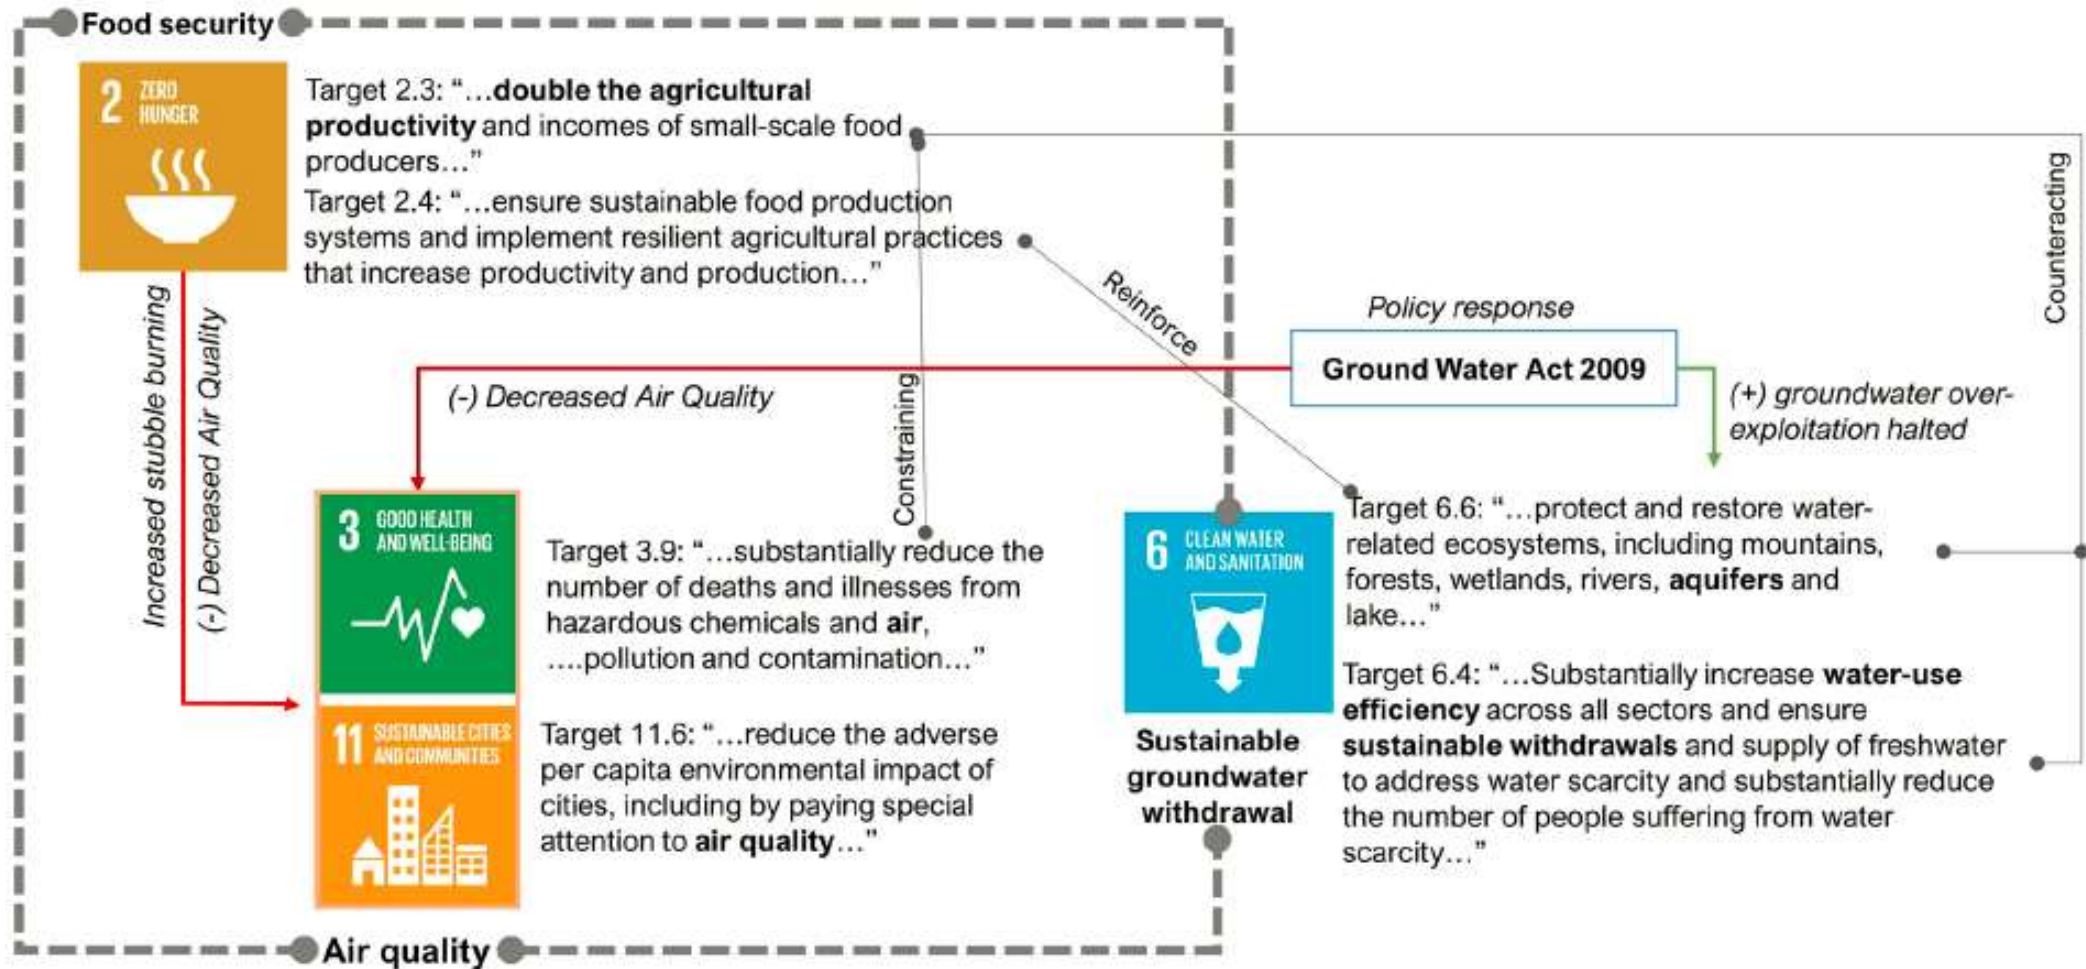 Food security
2 ZERO
HUNGER
Target 2.3: “…double the agricultural
productivity and incomes of small-scale food
producers…”
Target 2.4: “…ensure sustainable food production
systems and implement resilient agricultural practices
that increase productivity and production…”
Increased stubble burning
(-) Decreased Air Quality
Reinforce
Counteracting
Policy response
Ground Water Act 2009
(-) Decreased Air Quality
Constraining
(+) groundwater over-
exploitation halted
3 GOOD HEALTH
AND WELL-BEING
Target 3.9: “…substantially reduce the
number of deaths and illnesses from
hazardous chemicals and air,
….pollution and contamination…”
11 SUSTAINABLE CITIES
AND COMMUNITIES
Target 11.6: “…reduce the adverse
per capita environmental impact of
cities, including by paying special
attention to air quality…”
6 CLEAN WATER
AND SANITATION
Sustainable
groundwater
withdrawal
Target 6.6: “…protect and restore water-
related ecosystems, including mountains,
forests, wetlands, rivers, aquifers and
lake…”
Target 6.4: “…Substantially increase water-use
efficiency across all sectors and ensure
sustainable withdrawals and supply of freshwater
to address water scarcity and substantially reduce
the number of people suffering from water
scarcity…”
Air quality